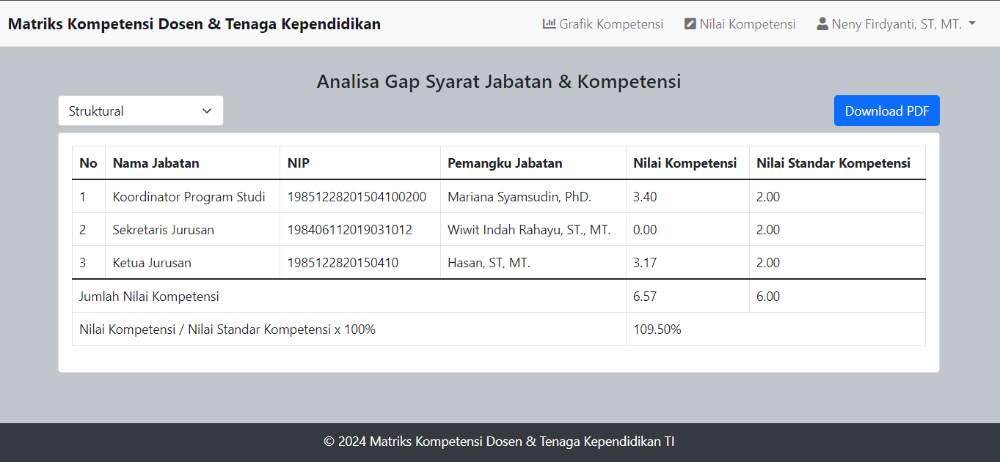 Matriks Kompetensi Dosen & Tenaga Kependidikan Grafik Kompetensi Nilai Kompetensi Neny Firdyanti, ST, MT.
Analisa Gap Syarat Jabatan & Kompetensi
Struktural Download PDF
No Nama Jabatan NIP Pemangku Jabatan Nilai Kompetensi Nilai Standar Kompetensi
1 Koordinator Program Studi 19851228201504100200 Mariana Syamsudin, PhD. 3.40 2.00
2 Sekretaris Jurusan 198406112019031012 Wiwit Indah Rahayu, ST., MT. 0.00 2.00
3 Ketua Jurusan 1985122820150410 Hasan, ST, MT. 3.17 2.00
Jumlah Nilai Kompetensi 6.57 6.00
Nilai Kompetensi / Nilai Standar Kompetensi x 100% 109.50%
© 2024 Matriks Kompetensi Dosen & Tenaga Kependidikan TI